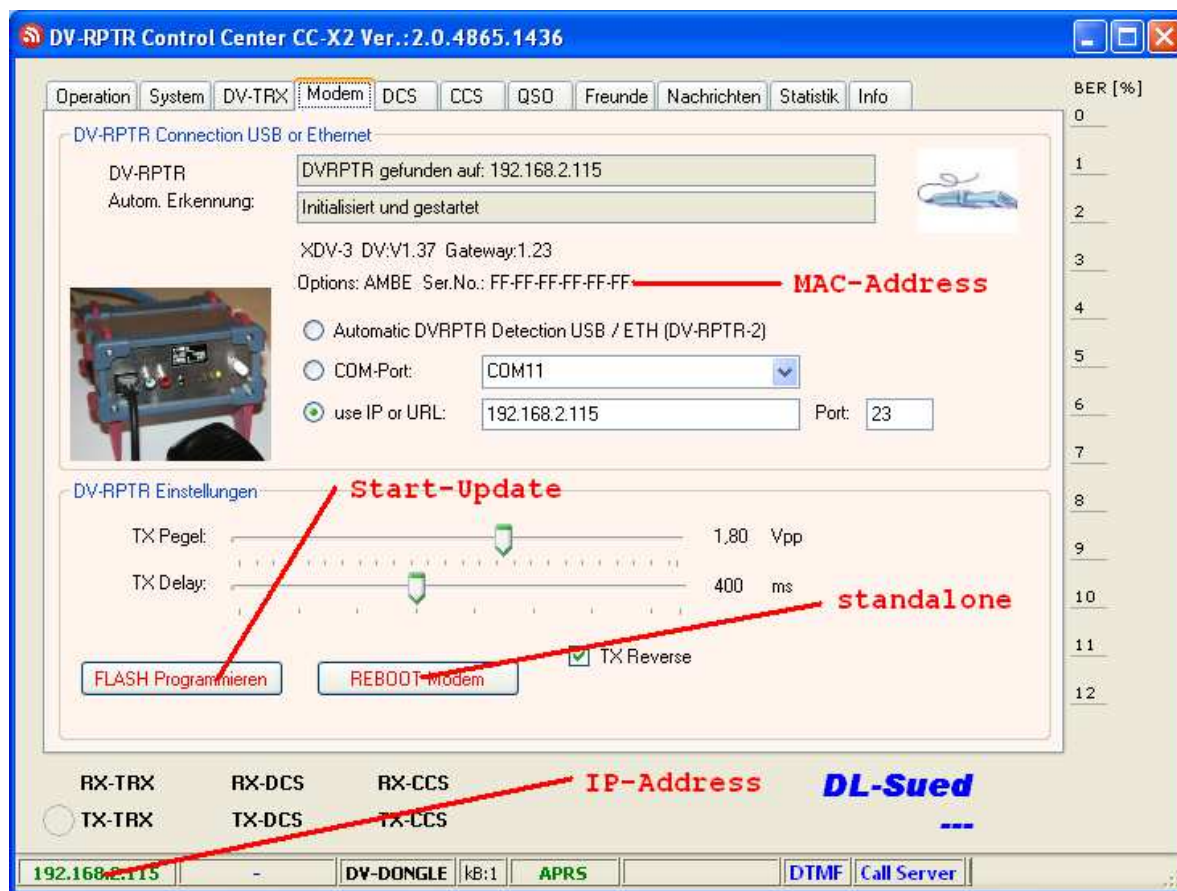 DV-RPTR Control Center CC-X2 Ver.:2.0.4865.1436
Operation System DV-TRX Modem DCS CCS QSO Freunde Nachrichten Statistik Info
BER [%]
0
1
2
3
4
5
6
7
8
9
10
11
12
DV-RPTR Connection USB or Ethernet
DV-RPTR
Autom. Erkennung:
DVRPTR gefunden auf: 192.168.2.115
Initialisiert und gestartet
XDV-3 DV:V1.37 Gateway:1.23
Options: AMBE Ser.No.: FF-FF-FF-FF-FF-FF
MAC-Address
Automatic DVRPTR Detection USB / ETH (DV-RPTR-2)
COM-Port: COM11
use IP or URL: 192.168.2.115 Port: 23
DV-RPTR Einstellungen
Start-Update
TX Pegel: 1,80 Vpp
TX Delay: 400 ms
standalone
TX Reverse
FLASH Programmieren REBOOT Modem
RX-TRX RX-DCS RX-CCS
IP-Address
DL-Sued
TX-TRX TX-DCS TX-CCS
---
192.168.2.115 - DV-DONGLE kB:1 APRS DTMF Call Server